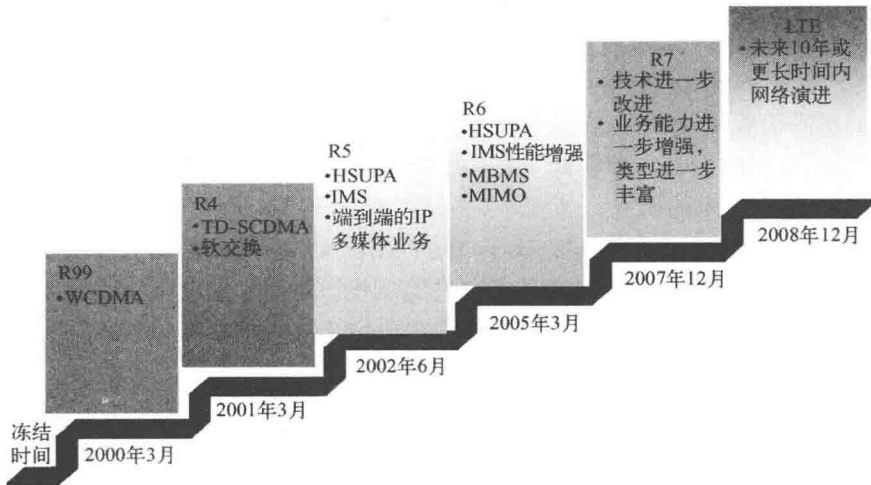 LTE
•未来10年或
更长时间内
网络演进
R7
•技术进一步
改进
•业务能力进
一步增强,
类型进一步
丰富
R6
•HSUPA
•IMS性能增强
•MBMS
•MIMO
R5
•HSUPA
•IMS
•端到端的IP
多媒体业务
R4
•TD-SCDMA
•软交换
R99
•WCDMA
冻结
时间
2000年3月
2001年3月
2002年6月
2005年3月
2007年12月
2008年12月